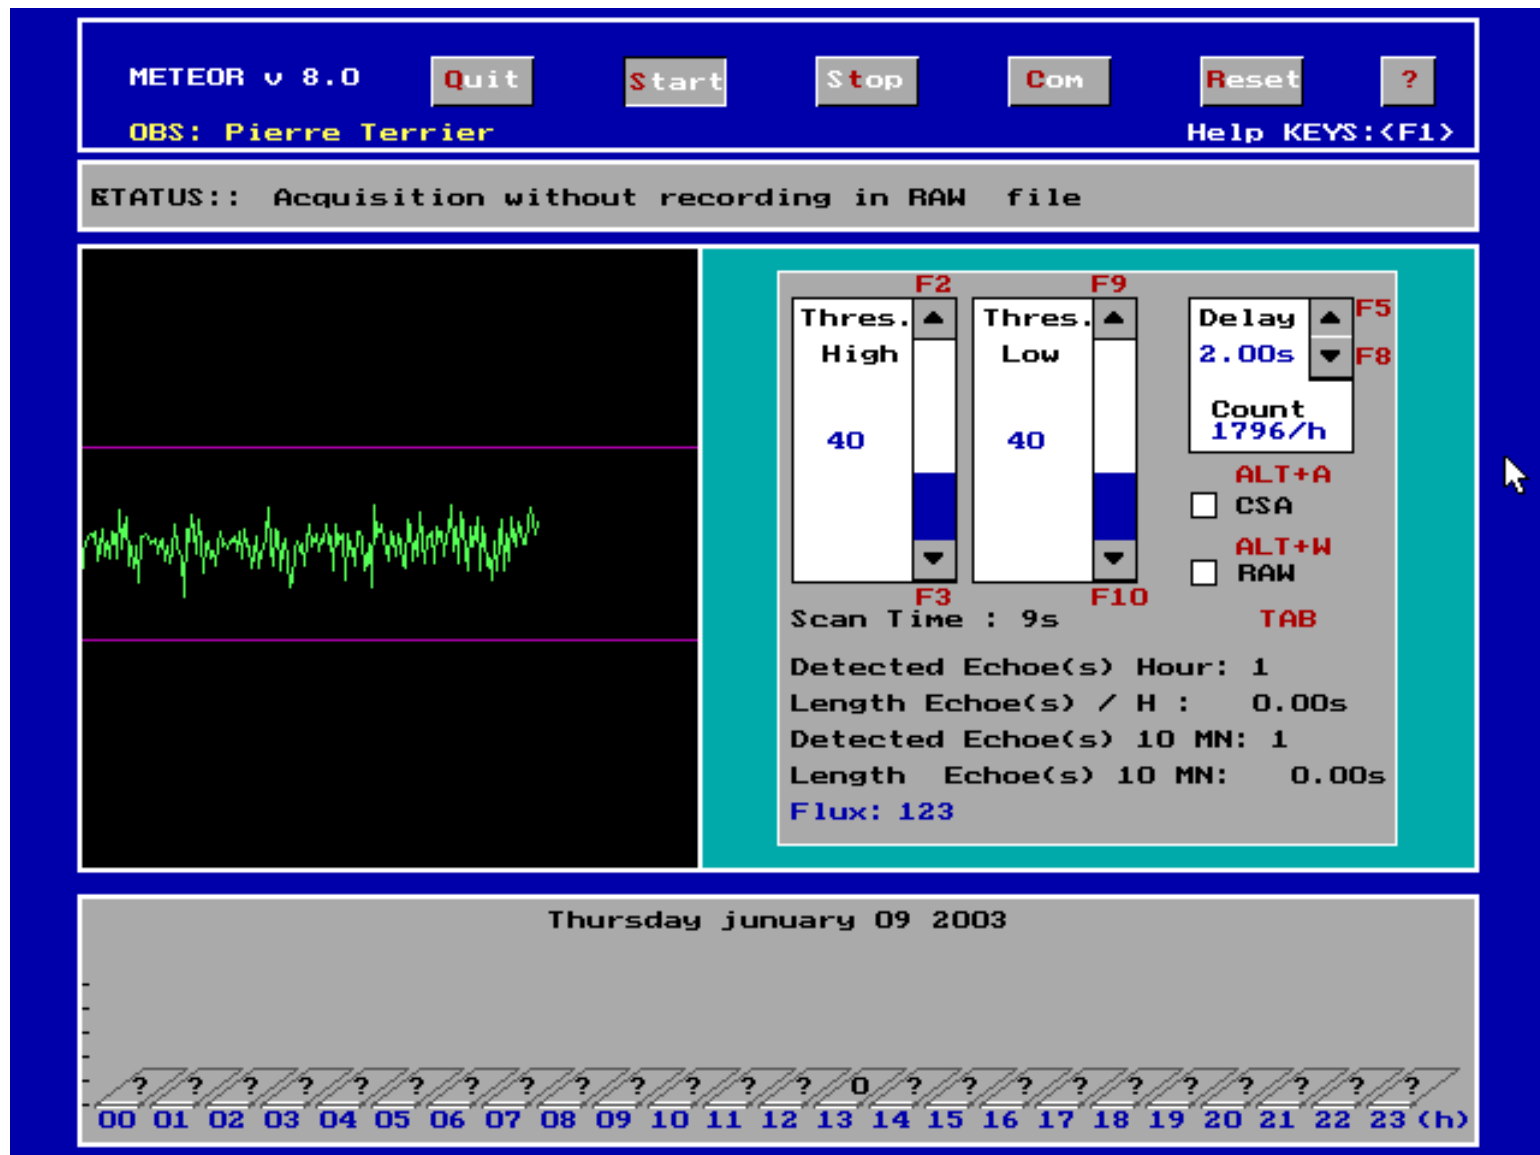 METEOR v 8.0 Quit Start Stop Com Reset ?
OBS: Pierre Terrier Help KEYS:<F1>
STATUS:: Acquisition without recording in RAW file
F2 F9
Thres. Thres. Delay F5
High Low 2.00s F8
Count
40 40 1796/h
ALT+A
CSA
ALT+W
RAW
F3 F10
Scan Time : 9s TAB
Detected Echoe(s) Hour: 1
Length Echoe(s) / H : 0.00s
Detected Echoe(s) 10 MN: 1
Length Echoe(s) 10 MN: 0.00s
Flux: 123
Thursday junuary 09 2003
? ? ? ? ? ? ? ? ? ? ? ? ? 0 ? ? ? ? ? ? ? ? ? ?
00 01 02 03 04 05 06 07 08 09 10 11 12 13 14 15 16 17 18 19 20 21 22 23 (h)